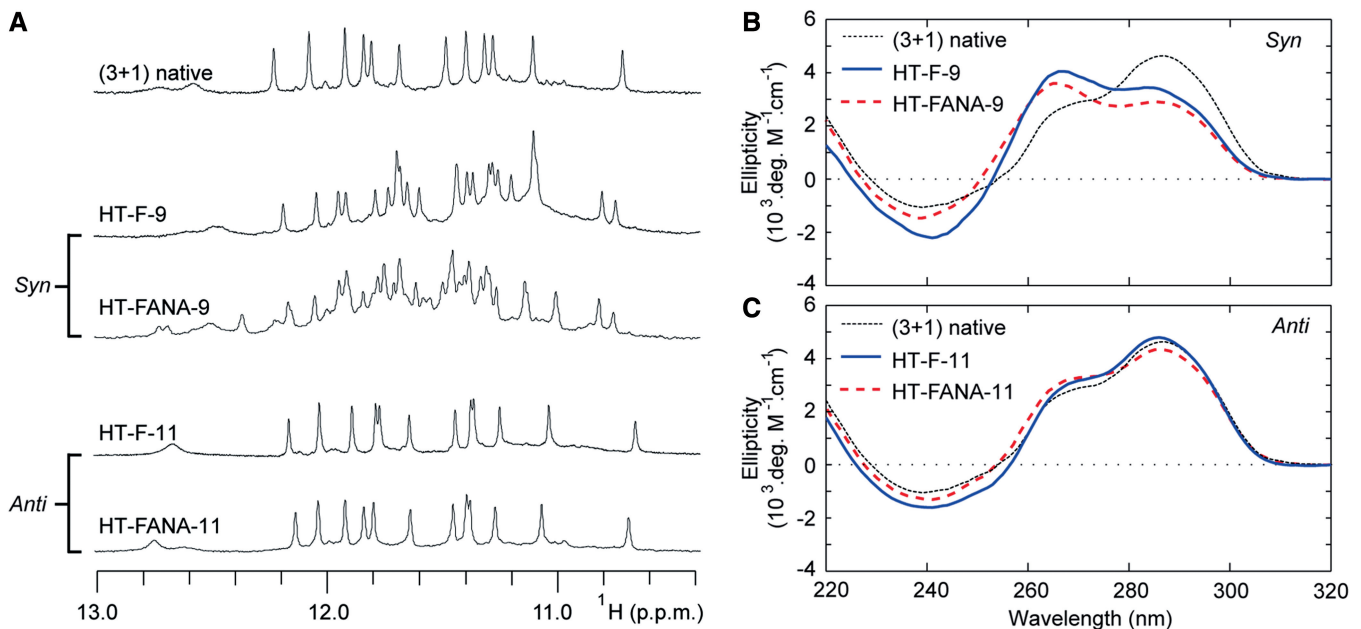 A
(3+1) native
HT-F-9
Syn
HT-FANA-9
HT-F-11
Anti
HT-FANA-11
13.0
12.0
11.0
¹H (p.p.m.)
B
Syn
(3+1) native
HT-F-9
HT-FANA-9
Ellipticity
(10³.deg. M⁻¹.cm⁻¹)
6
4
2
0
-2
-4
C
Anti
(3+1) native
HT-F-11
HT-FANA-11
Ellipticity
(10³.deg. M⁻¹.cm⁻¹)
6
4
2
0
-2
-4
220
240
260
280
300
320
Wavelength (nm)